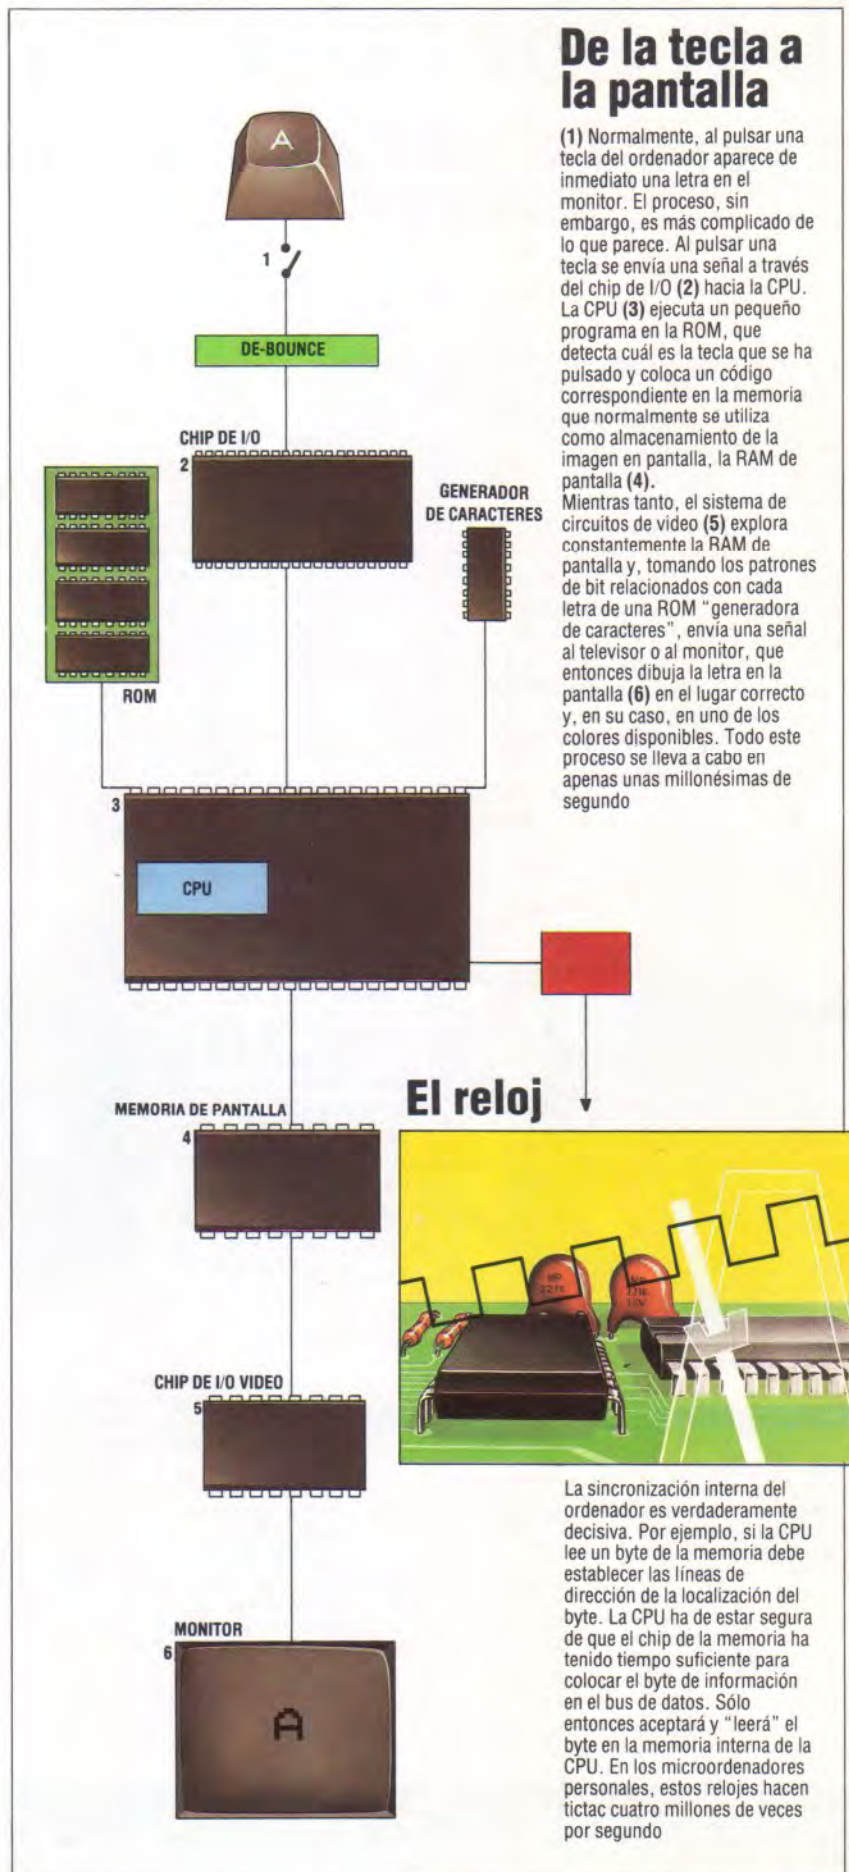 De la tecla a
la pantalla
(1) Normalmente, al pulsar una
tecla del ordenador aparece de
inmediato una letra en el
monitor. El proceso, sin
embargo, es más complicado de
lo que parece. Al pulsar una
tecla se envía una señal a través
del chip de I/O (2) hacia la CPU.
La CPU (3) ejecuta un pequeño
programa en la ROM, que
detecta cuál es la tecla que se ha
pulsado y coloca un código
correspondiente en la memoria
que normalmente se utiliza
como almacenamiento de la
imagen en pantalla, la RAM de
pantalla (4).
Mientras tanto, el sistema de
circuitos de video (5) explora
constantemente la RAM de
pantalla y, tomando los patrones
de bit relacionados con cada
letra de una ROM "generadora
de caracteres", envía una señal
al televisor o al monitor, que
entonces dibuja la letra en la
pantalla (6) en el lugar correcto
y, en su caso, en uno de los
colores disponibles. Todo este
proceso se lleva a cabo en
apenas unas millonésimas de
segundo
A
1
DE-BOUNCE
CHIP DE I/O
2
GENERADOR
DE CARACTERES
ROM
3
CPU
MEMORIA DE PANTALLA
4
CHIP DE I/O VIDEO
5
MONITOR
6
A
El reloj
La sincronización interna del
ordenador es verdaderamente
decisiva. Por ejemplo, si la CPU
lee un byte de la memoria debe
establecer las líneas de
dirección de la localización del
byte. La CPU ha de estar segura
de que el chip de la memoria ha
tenido tiempo suficiente para
colocar el byte de información
en el bus de datos. Sólo
entonces aceptará y "leerá" el
byte en la memoria interna de la
CPU. En los microordenadores
personales, estos relojes hacen
tictac cuatro millones de veces
por segundo